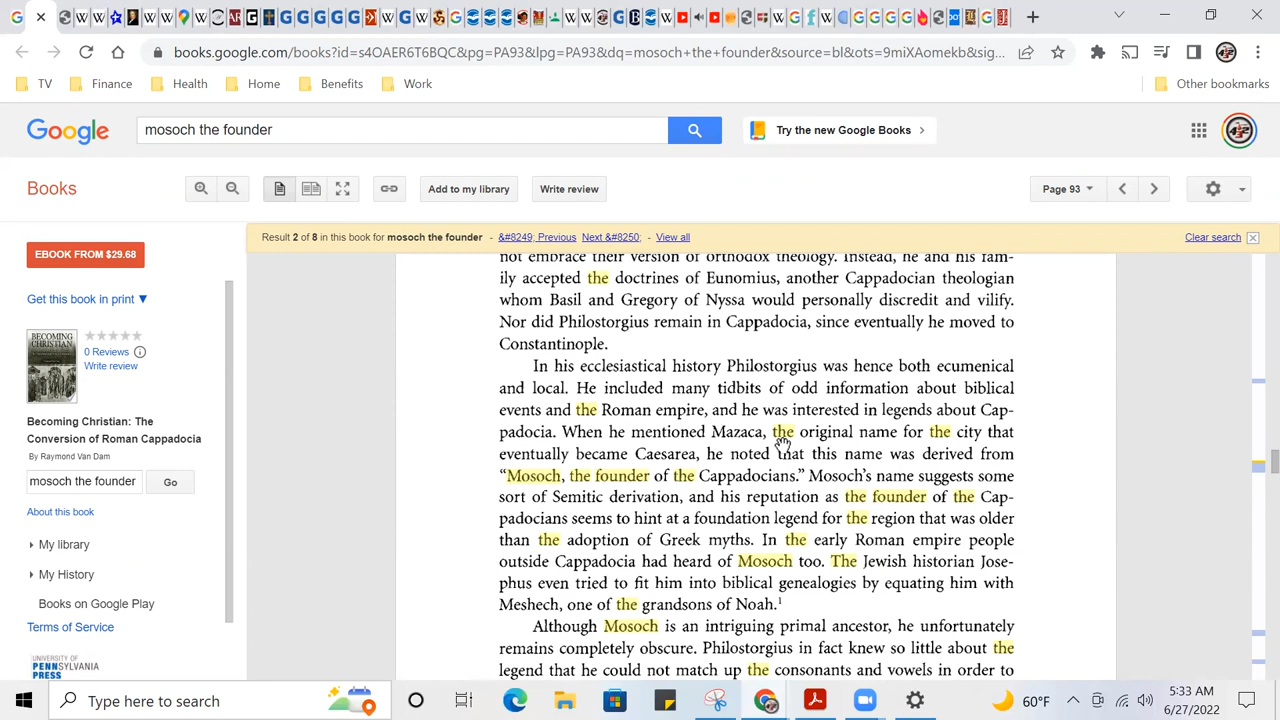 books.google.com/books?id=s4OAER6T6BQC&pg=PA93&lpg=PA93&dq=mosoch+the+founder&source=bl&ots=9miXAomekb&sig...
TV
Finance
Health
Home
Benefits
Work
Other bookmarks
Google
mosoch the founder
Try the new Google Books
Books
Add to my library
Write review
Page 93
Result 2 of 8 in this book for mosoch the founder - &#8249; Previous Next &#8250; - View all
Clear search
EBOOK FROM $29.68
Get this book in print ▼
BECOMING
CHRISTIAN
0 Reviews
Write review
Becoming Christian: The
Conversion of Roman Cappadocia
By Raymond Van Dam
mosoch the founder
Go
About this book
My library
My History
Books on Google Play
Terms of Service
UNIVERSITY OF
PENNSYLVANIA
PRESS
not embrace their version of orthodox theology. Instead, he and his fam-
ily accepted the doctrines of Eunomius, another Cappadocian theologian
whom Basil and Gregory of Nyssa would personally discredit and vilify.
Nor did Philostorgius remain in Cappadocia, since eventually he moved to
Constantinople.
In his ecclesiastical history Philostorgius was hence both ecumenical
and local. He included many tidbits of odd information about biblical
events and the Roman empire, and he was interested in legends about Cap-
padocia. When he mentioned Mazaca, the original name for the city that
eventually became Caesarea, he noted that this name was derived from
“Mosoch, the founder of the Cappadocians.” Mosoch’s name suggests some
sort of Semitic derivation, and his reputation as the founder of the Cap-
padocians seems to hint at a foundation legend for the region that was older
than the adoption of Greek myths. In the early Roman empire people
outside Cappadocia had heard of Mosoch too. The Jewish historian Jose-
phus even tried to fit him into biblical genealogies by equating him with
Meshech, one of the grandsons of Noah.¹
Although Mosoch is an intriguing primal ancestor, he unfortunately
remains completely obscure. Philostorgius in fact knew so little about the
legend that he could not match up the consonants and vowels in order to
Type here to search
60°F
5:33 AM
6/27/2022